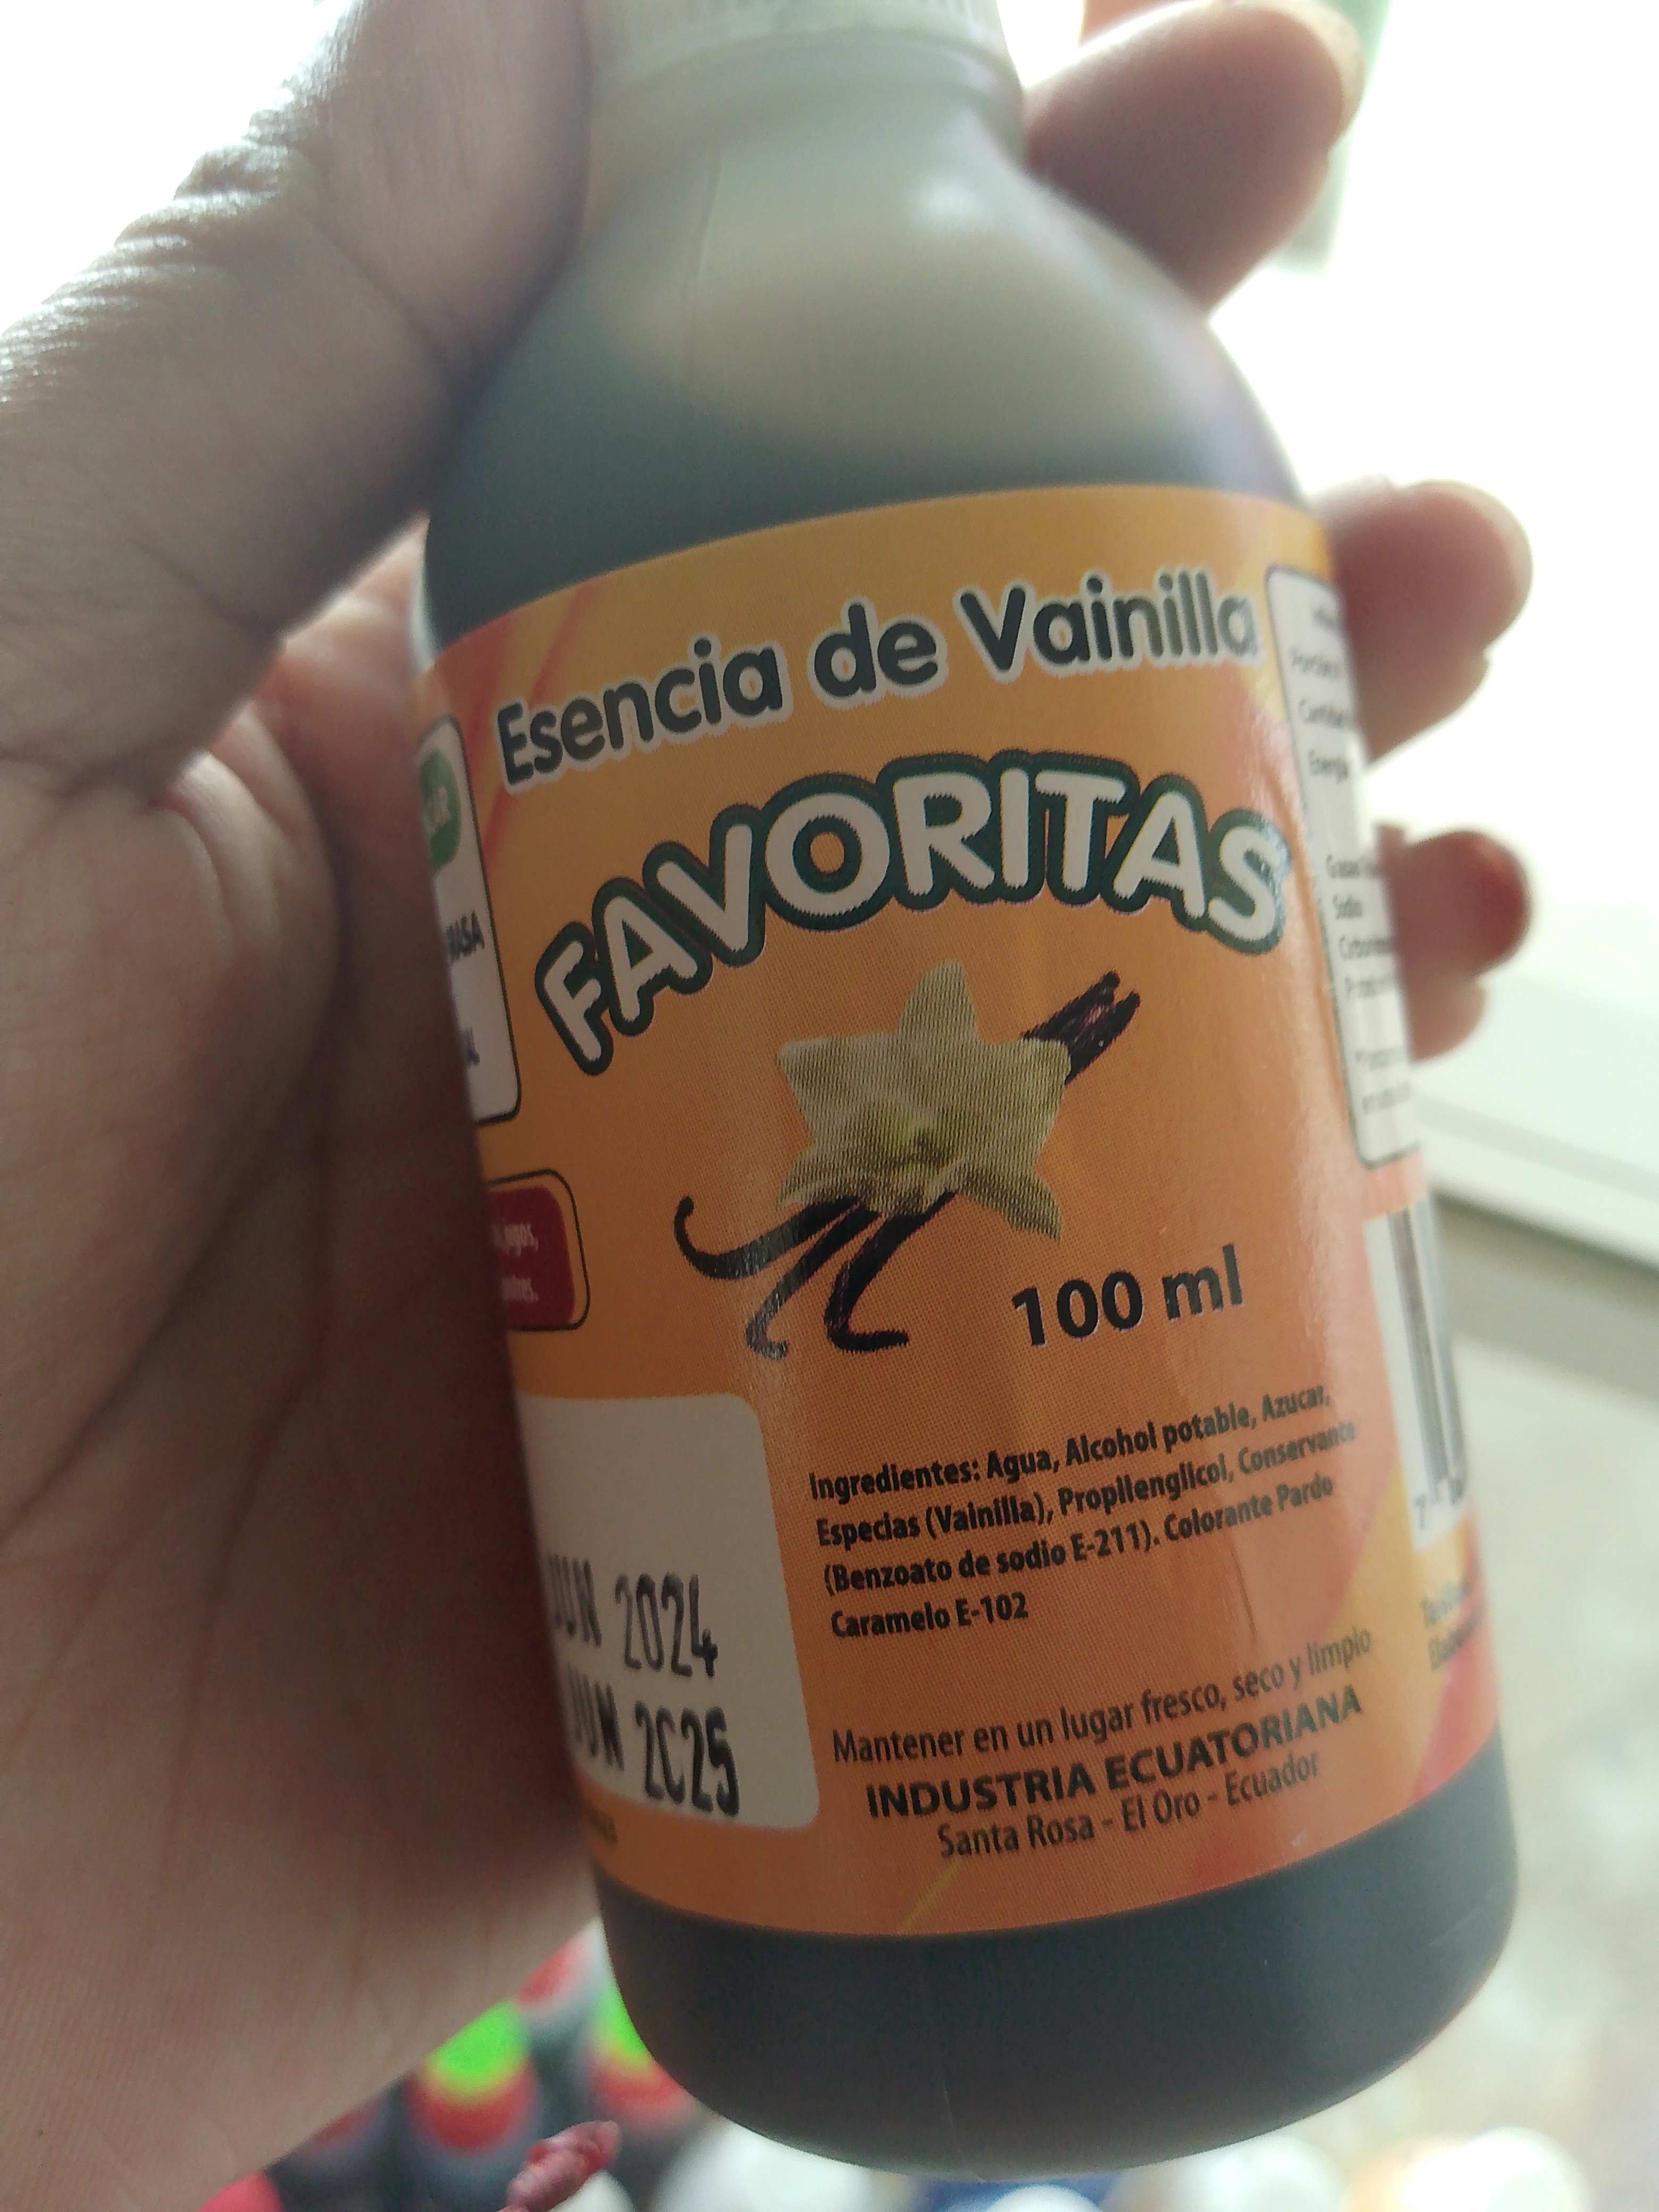 Esencia de Vainilla
FAVORITAS
100 ml
Ingredientes: Agua, Alcohol potable, Azucar,
Especias (Vainilla), Propilenglicol, Conservante
(Benzoato de sodio E-211). Colorante Pardo
Caramelo E-102
Mantener en un lugar fresco, seco y limpio
INDUSTRIA ECUATORIANA
Santa Rosa - El Oro - Ecuador
JUN 2024
JUN 2025
Sodio
7